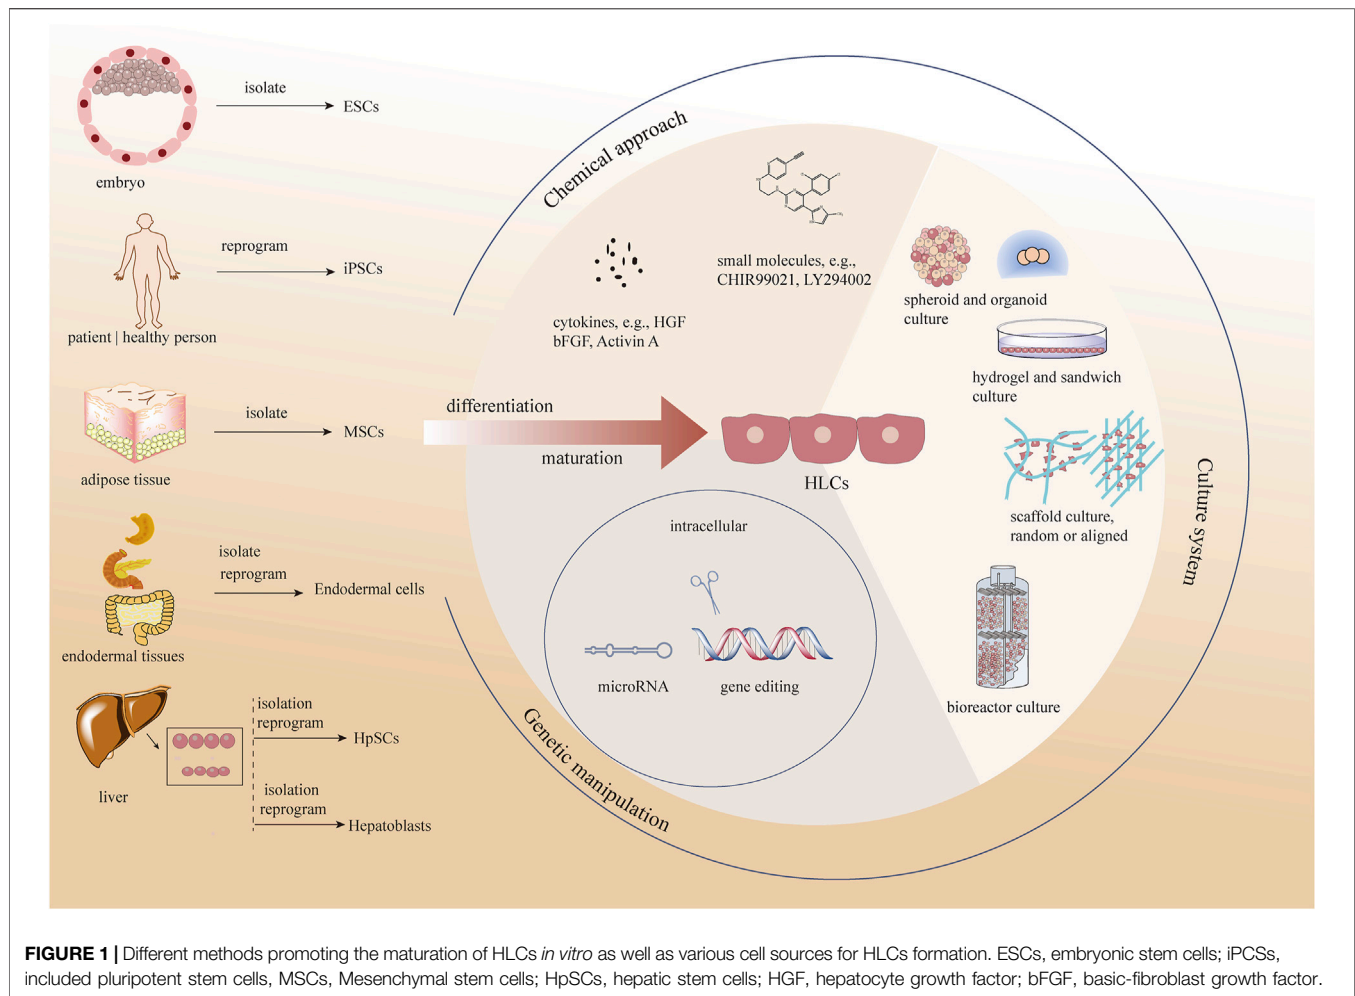 isolate
ESCs
embryo
reprogram
iPSCs
patient | healthy person
isolate
MSCs
adipose tissue
isolate
reprogram
Endodermal cells
endodermal tissues
isolation
reprogram
HpSCs
isolation
reprogram
Hepatoblasts
liver
Chemical approach
small molecules, e.g.,
CHIR99021, LY294002
cytokines, e.g., HGF
bFGF, Activin A
differentiation
maturation
HLCs
intracellular
microRNA
gene editing
Genetic manipulation
spheroid and organoid
culture
hydrogel and sandwich
culture
scaffold culture,
random or aligned
bioreactor culture
Culture system
FIGURE 1 | Different methods promoting the maturation of HLCs in vitro as well as various cell sources for HLCs formation. ESCs, embryonic stem cells; iPCSs,
included pluripotent stem cells, MSCs, Mesenchymal stem cells; HpSCs, hepatic stem cells; HGF, hepatocyte growth factor; bFGF, basic-fibroblast growth factor.